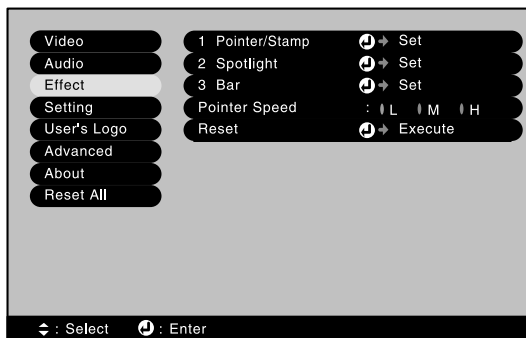 Video
Audio
Effect
Setting
User's Logo
Advanced
About
Reset All
1 Pointer/Stamp Set
2 Spotlight Set
3 Bar Set
Pointer Speed : L M H
Reset Execute
: Select : Enter